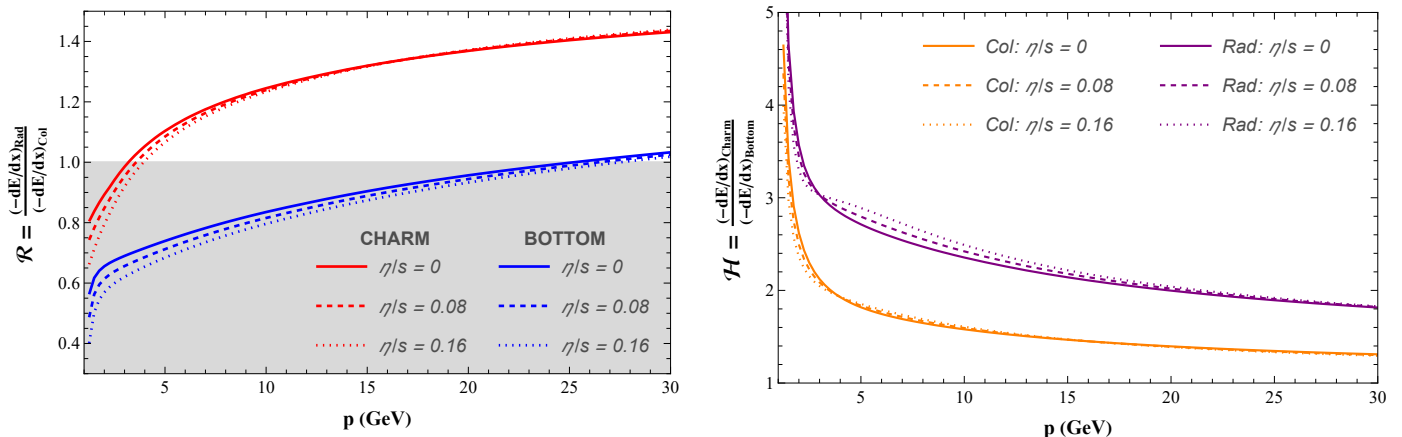 1.4
1.2
1.0
0.8
0.6
0.4
ℛ = (-dE/dx)Rad
(-dE/dx)Col
CHARM BOTTOM
η/s = 0 η/s = 0
η/s = 0.08 η/s = 0.08
η/s = 0.16 η/s = 0.16
5 10 15 20 25 30
p (GeV)
5
4
3
2
1
ℋ = (-dE/dx)Charm
(-dE/dx)Bottom
Col: η/s = 0 Rad: η/s = 0
Col: η/s = 0.08 Rad: η/s = 0.08
Col: η/s = 0.16 Rad: η/s = 0.16
5 10 15 20 25 30
p (GeV)